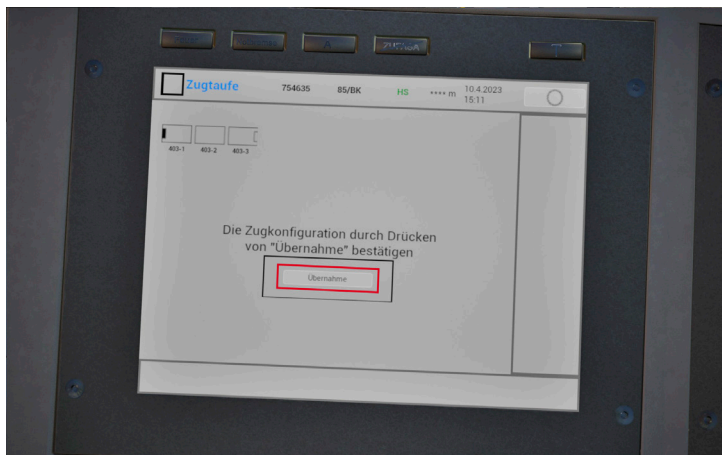 Zugtaufe 754635 85/BK HS •••• m 10.4.2023
15:11
403-1 403-2 403-3
Die Zugkonfiguration durch Drücken
von "Übernahme" bestätigen
Übernahme